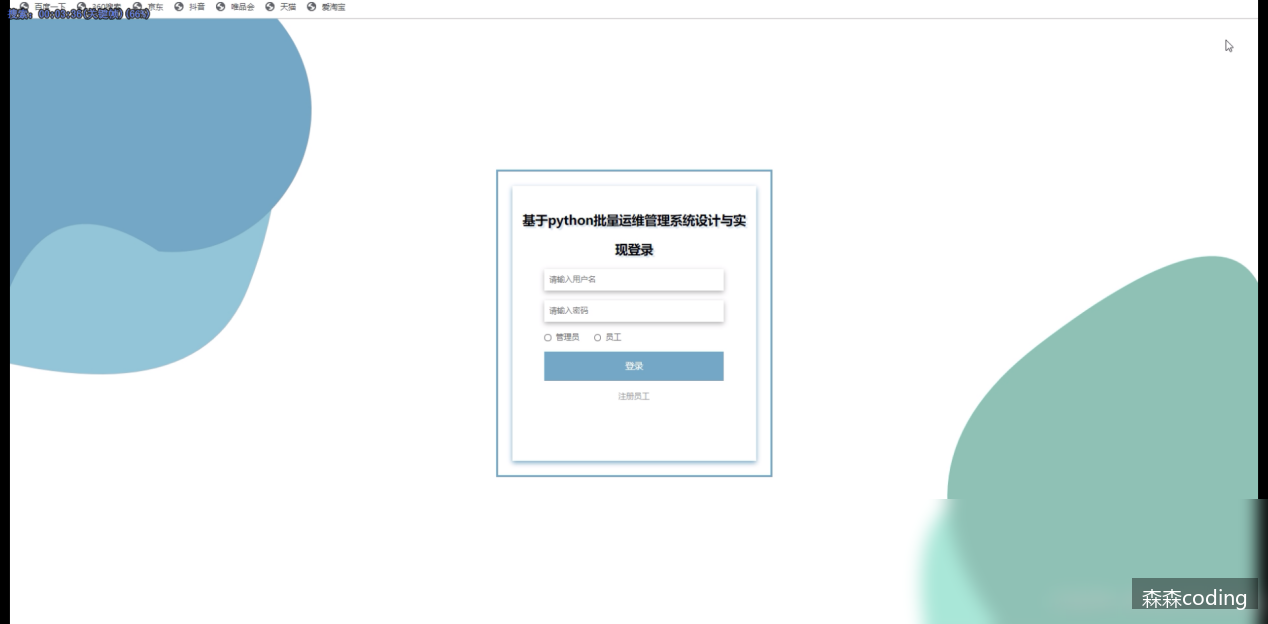 百度一下 360搜索 京东 抖音 唯品会 天猫 爱淘宝
基于python批量运维管理系统设计与实
现登录
请输入用户名
请输入密码
管理员 员工
登录
注册员工
森森coding